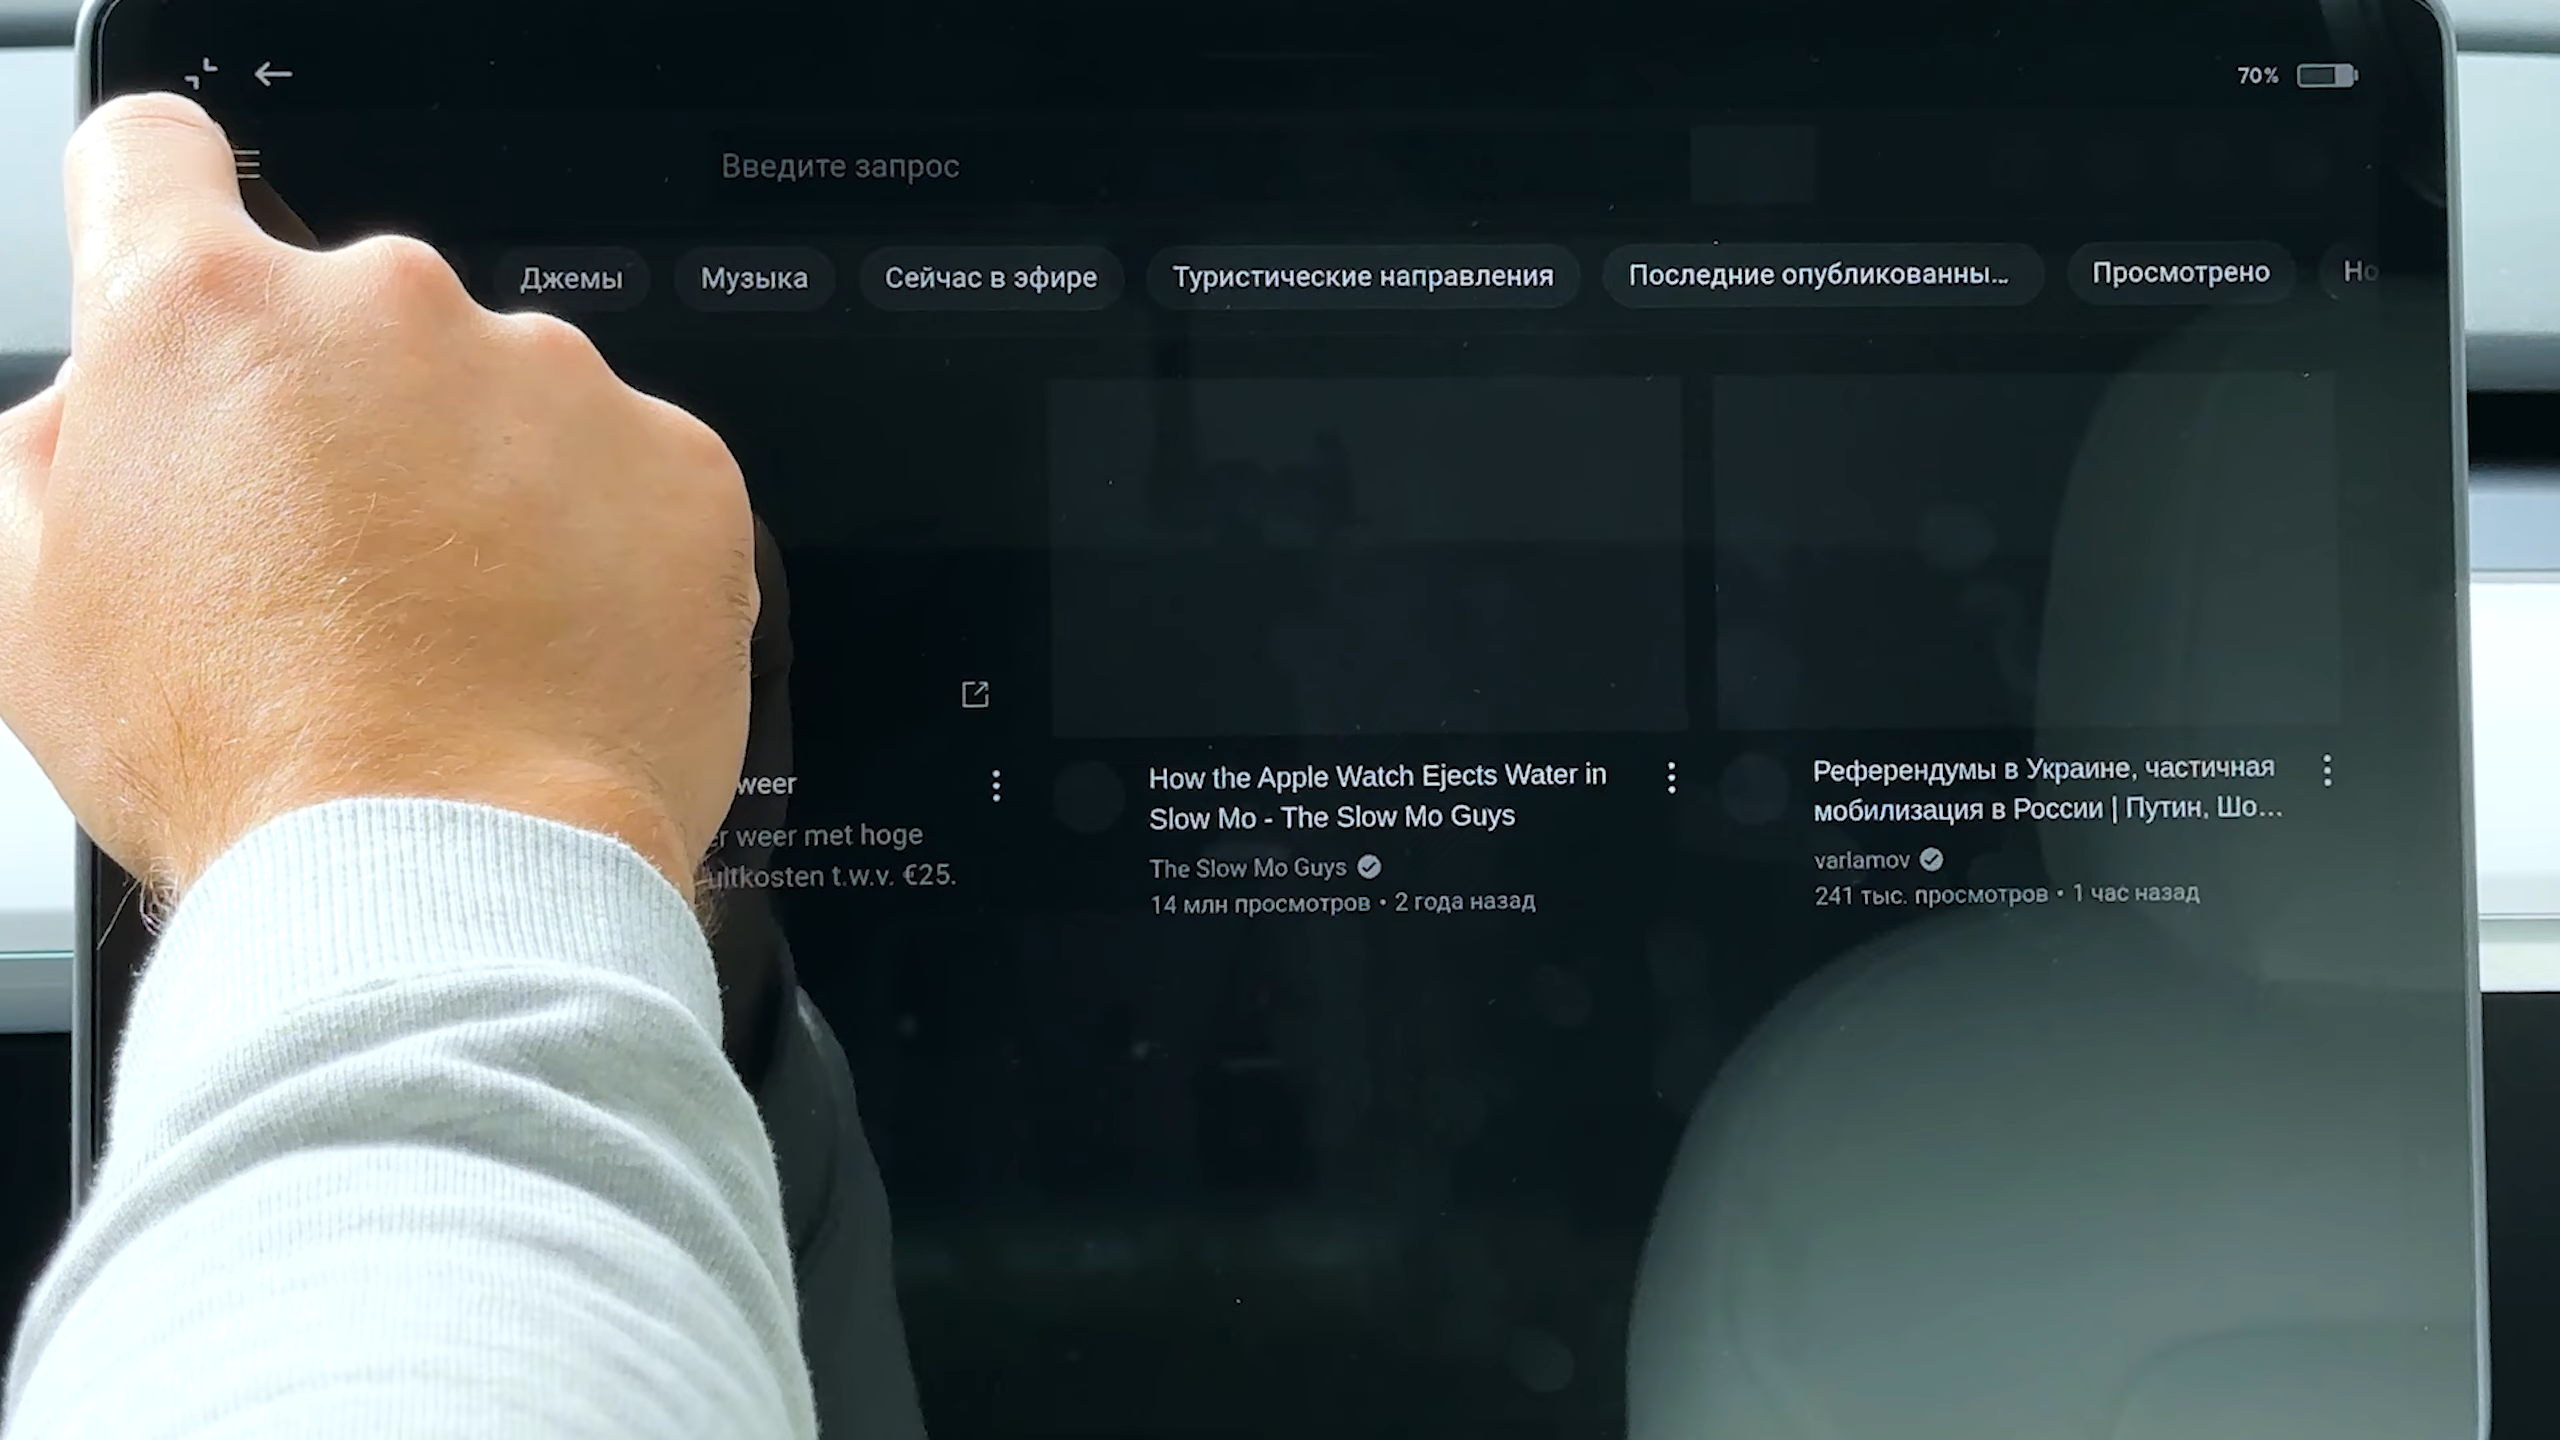 70%
Введите запрос
Джемы
Музыка
Сейчас в эфире
Туристические направления
Последние опубликованны...
Просмотрено
weer
weer met hoge
t.w.v. €25.
How the Apple Watch Ejects Water in
Slow Mo - The Slow Mo Guys
The Slow Mo Guys
14 млн просмотров • 2 года назад
Референдумы в Украине, частичная
мобилизация в России | Путин, Шо...
varlamov
241 тыс. просмотров • 1 час назад